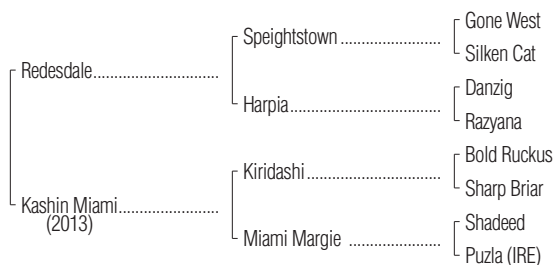 Gone West
Speightstown
Silken Cat
Redesdale
Danzig
Harpia
Razyana
Bold Ruckus
Kiridashi
Sharp Briar
Kashin Miami
(2013)
Shadeed
Miami Margie
Puzla (IRE)